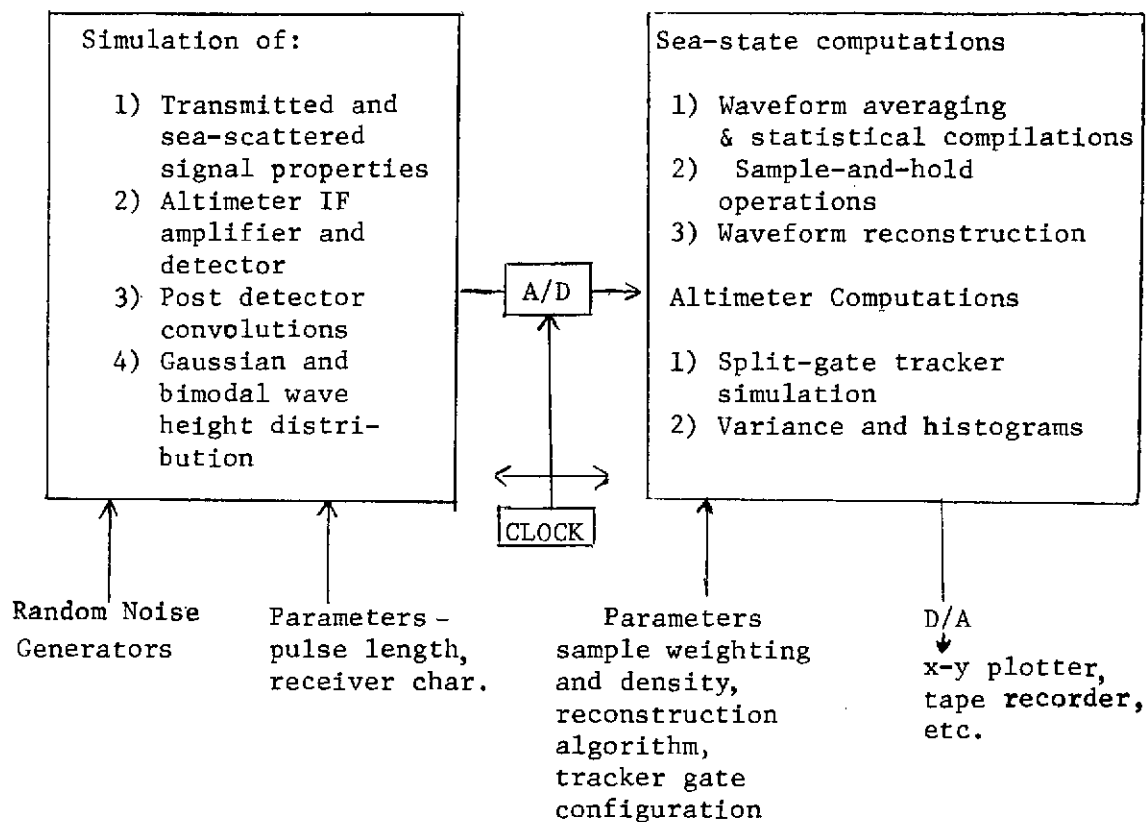 Simulation of:
1) Transmitted and
sea-scattered
signal properties
2) Altimeter IF
amplifier and
detector
3) Post detector
convolutions
4) Gaussian and
bimodal wave
height distri-
bution
A/D
CLOCK
Sea-state computations
1) Waveform averaging
& statistical compilations
2) Sample-and-hold
operations
3) Waveform reconstruction
Altimeter Computations
1) Split-gate tracker
simulation
2) Variance and histograms
Random Noise
Generators
Parameters -
pulse length,
receiver char.
Parameters
sample weighting
and density,
reconstruction
algorithm,
tracker gate
configuration
D/A
x-y plotter,
tape recorder,
etc.